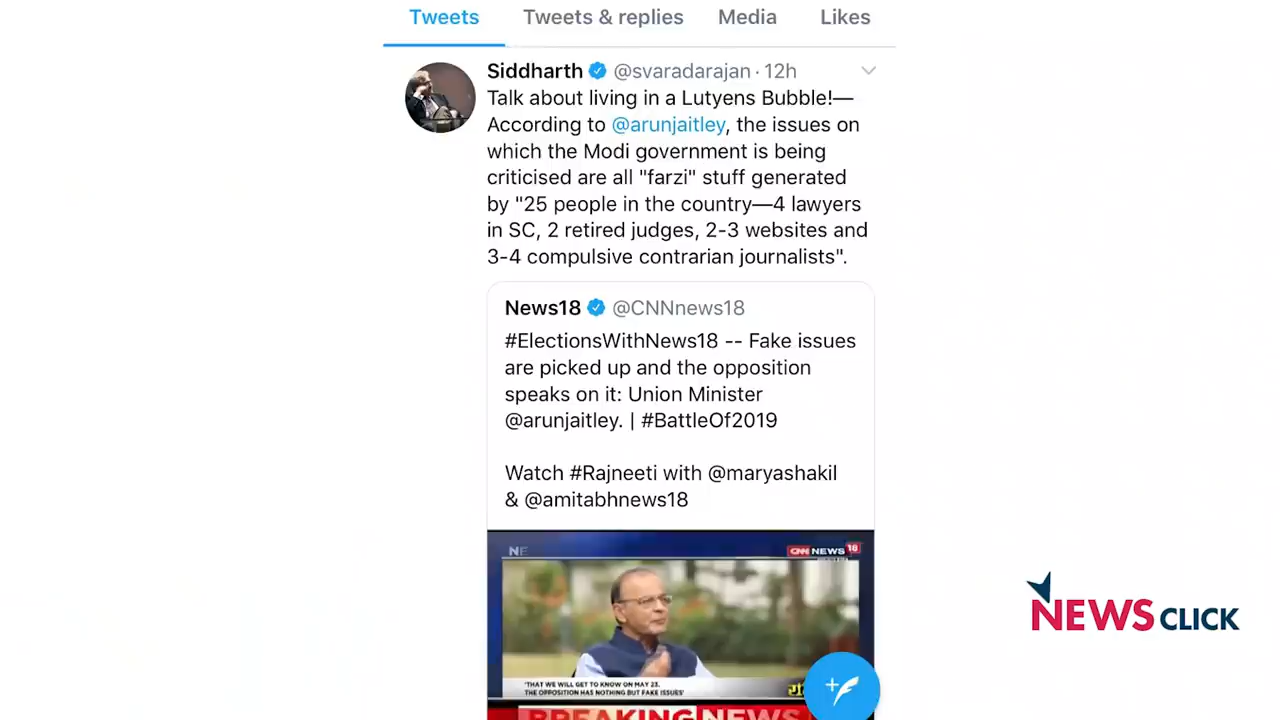 Tweets Tweets & replies Media Likes
Siddharth @svaradarajan · 12h
Talk about living in a Lutyens Bubble!—
According to @arunjaitley, the issues on
which the Modi government is being
criticised are all "farzi" stuff generated
by "25 people in the country—4 lawyers
in SC, 2 retired judges, 2-3 websites and
3-4 compulsive contrarian journalists".
News18 @CNNnews18
#ElectionsWithNews18 -- Fake issues
are picked up and the opposition
speaks on it: Union Minister
@arunjaitley. | #BattleOf2019
Watch #Rajneeti with @maryashakil
& @amitabhnews18
NE
CNN NEWS 18
'THAT WE WILL GET TO KNOW ON MAY 23.
THE OPPOSITION HAS NOTHING BUT FAKE ISSUES'
BREAKING NEWS
NEWS CLICK